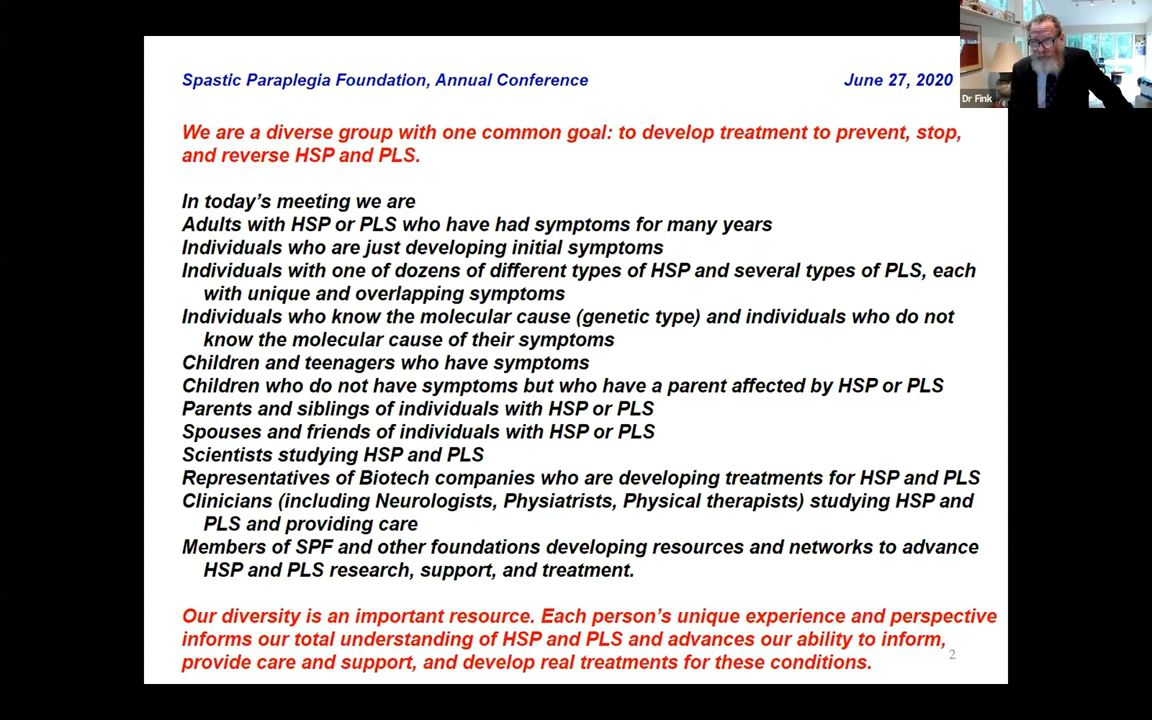 Spastic Paraplegia Foundation, Annual Conference June 27, 2020
Dr Fink
We are a diverse group with one common goal: to develop treatment to prevent, stop,
and reverse HSP and PLS.
In today’s meeting we are
Adults with HSP or PLS who have had symptoms for many years
Individuals who are just developing initial symptoms
Individuals with one of dozens of different types of HSP and several types of PLS, each
with unique and overlapping symptoms
Individuals who know the molecular cause (genetic type) and individuals who do not
know the molecular cause of their symptoms
Children and teenagers who have symptoms
Children who do not have symptoms but who have a parent affected by HSP or PLS
Parents and siblings of individuals with HSP or PLS
Spouses and friends of individuals with HSP or PLS
Scientists studying HSP and PLS
Representatives of Biotech companies who are developing treatments for HSP and PLS
Clinicians (including Neurologists, Physiatrists, Physical therapists) studying HSP and
PLS and providing care
Members of SPF and other foundations developing resources and networks to advance
HSP and PLS research, support, and treatment.
Our diversity is an important resource. Each person’s unique experience and perspective
informs our total understanding of HSP and PLS and advances our ability to inform,
provide care and support, and develop real treatments for these conditions.
2